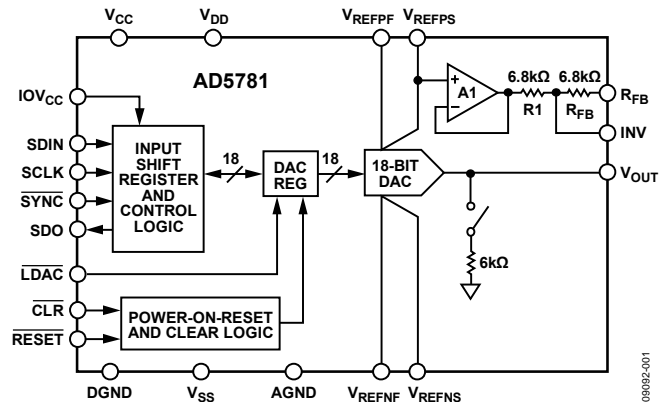 VCC
VDD
VREFPF
VREFPS
AD5781
IOVCC
SDIN
SCLK
SYNC
SDO
LDAC
CLR
RESET
INPUT
SHIFT
REGISTER
AND
CONTROL
LOGIC
18
DAC
REG
18
18-BIT
DAC
POWER-ON-RESET
AND CLEAR LOGIC
A1
+
–
6.8kΩ
R1
6.8kΩ
RFB
RFB
INV
VOUT
6kΩ
DGND
VSS
AGND
VREFNF
VREFNS
09092-001